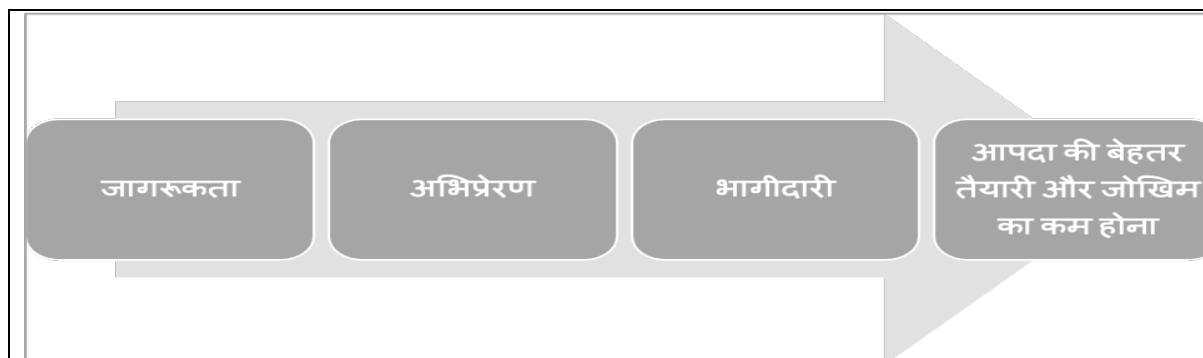 जागरूकता
अभिप्रेरण
भागीदारी
आपदा की बेहतर
तैयारी और जोखिम
का कम होना